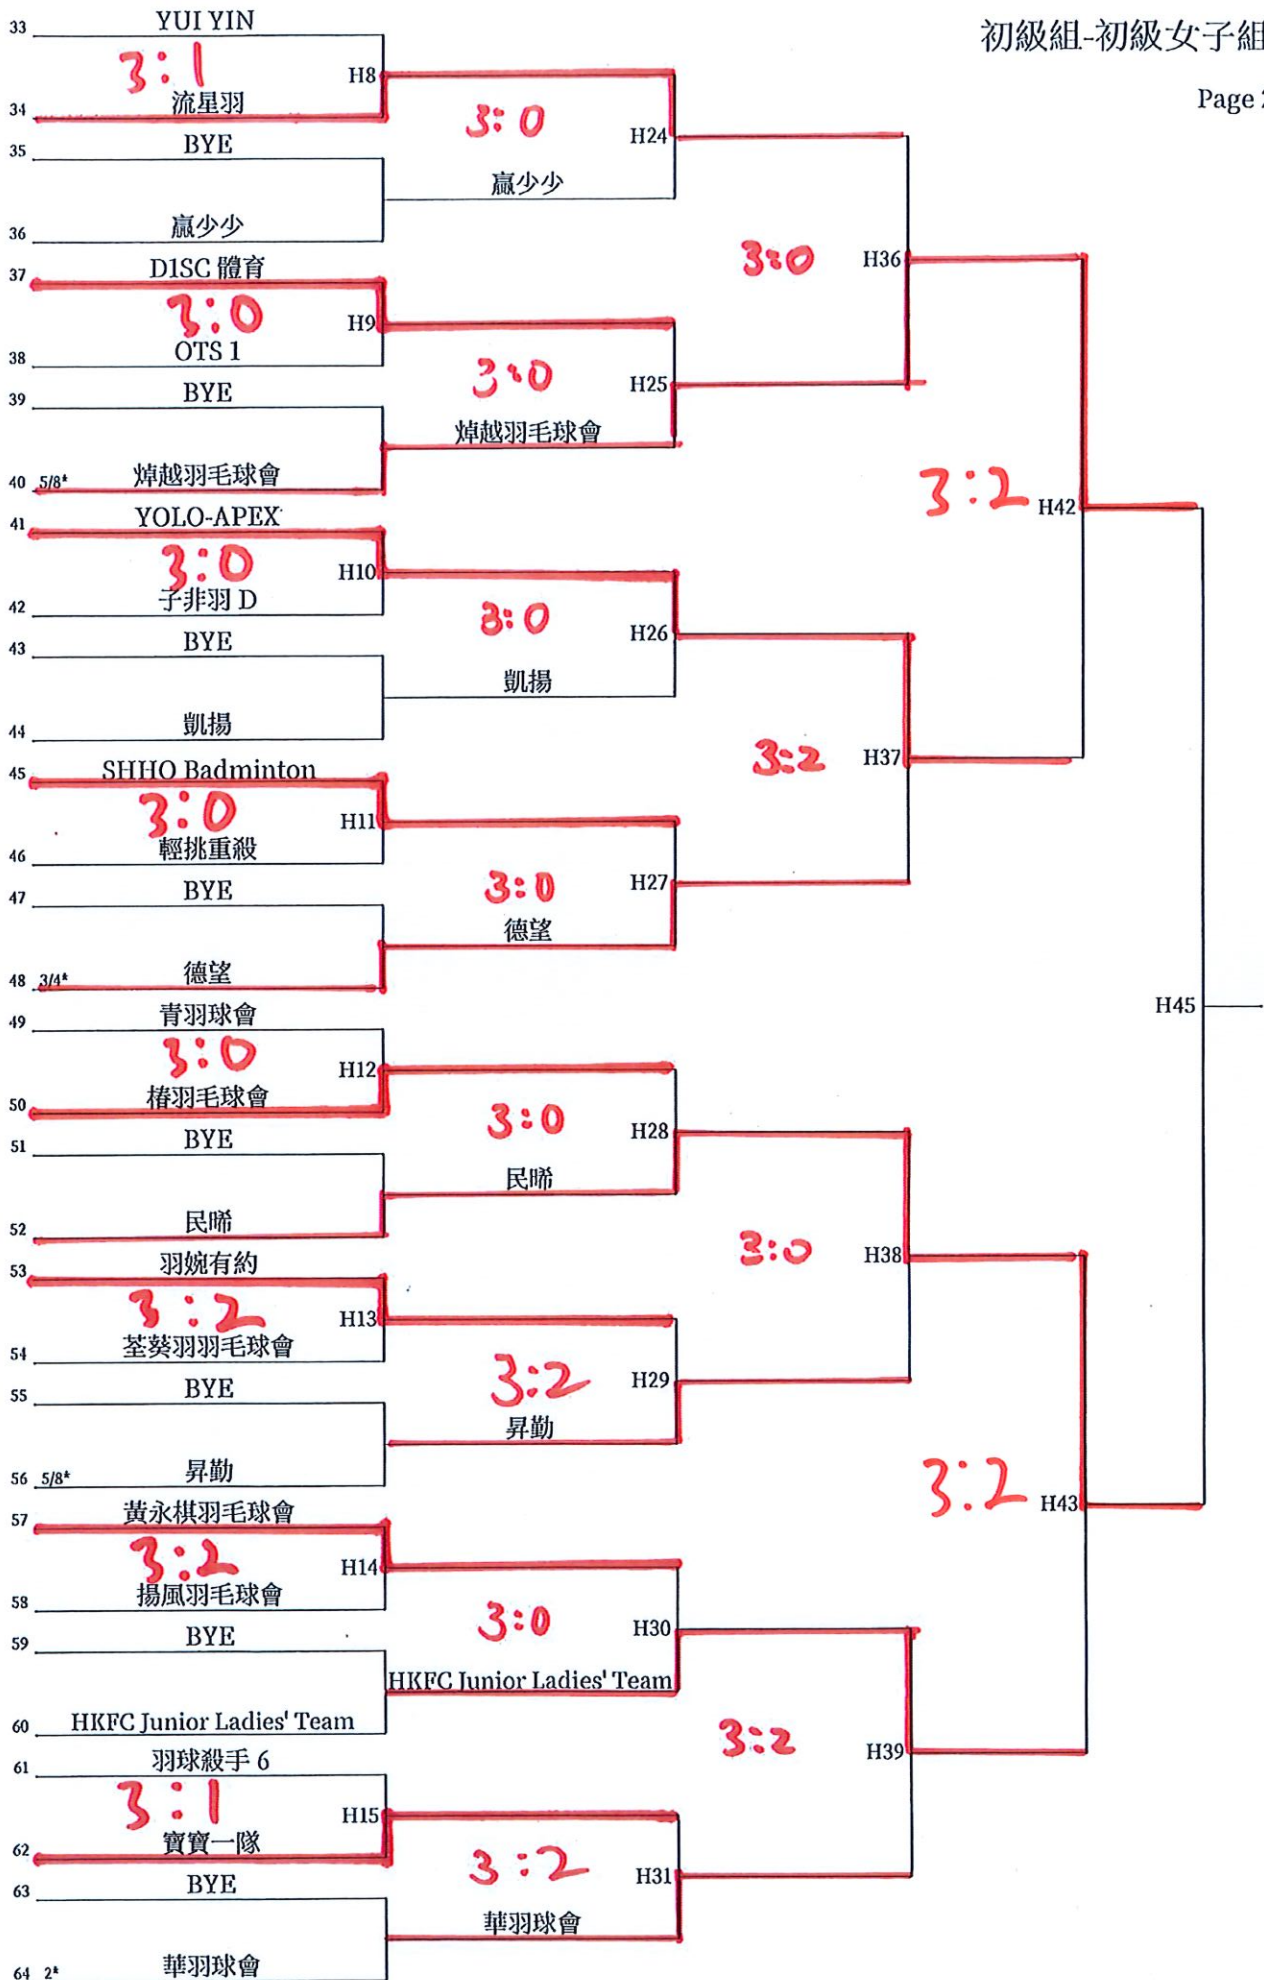 初級組-初級女子組
Page 2
33 YUI YIN
3:1
H8
34 流星羽
3:0
H24
35 BYE
贏少少
36 贏少少
3:0
H36
37 D1SC 體育
3:0
H9
38 OTS 1
3:0
H25
39 BYE
焯越羽毛球會
40 5/8* 焯越羽毛球會
3:2
H42
41 YOLO-APEX
3:0
H10
42 子非羽 D
3:0
H26
43 BYE
凱揚
44 凱揚
3:2
H37
45 SHHO Badminton
3:0
H11
46 輕挑重殺
3:0
H27
47 BYE
德望
48 3/4* 德望
H45
49 青羽球會
3:0
H12
50 椿羽毛球會
3:0
H28
51 BYE
民晞
52 民晞
3:0
H38
53 羽婉有約
3:2
H13
54 荃葵羽羽毛球會
3:2
H29
55 BYE
昇勤
56 5/8* 昇勤
3:2
H43
57 黃永棋羽毛球會
3:2
H14
58 揚風羽毛球會
3:0
H30
59 BYE
HKFC Junior Ladies' Team
60 HKFC Junior Ladies' Team
3:2
H39
61 羽球殺手 6
3:1
H15
62 寶寶一隊
3:2
H31
63 BYE
華羽球會
64 2* 華羽球會